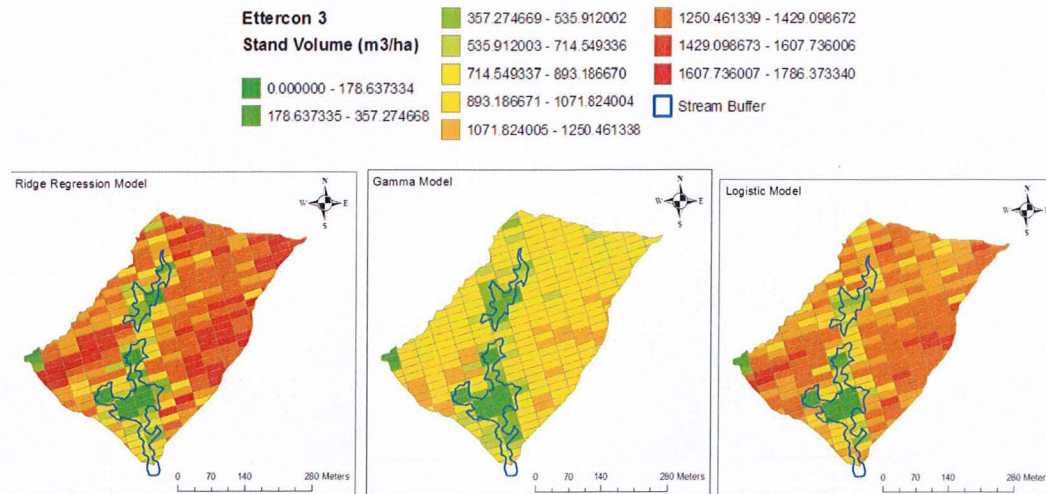 Ettercon 3
Stand Volume (m3/ha)
0.000000 - 178.637334
178.637335 - 357.274668
357.274669 - 535.912002
535.912003 - 714.549336
714.549337 - 893.186670
893.186671 - 1071.824004
1071.824005 - 1250.461338
1250.461339 - 1429.098672
1429.098673 - 1607.736006
1607.736007 - 1786.373340
Stream Buffer
Ridge Regression Model
N
W E
S
0 70 140 280 Meters
Gamma Model
N
W E
S
0 70 140 280 Meters
Logistic Model
N
W E
S
0 70 140 280 Meters